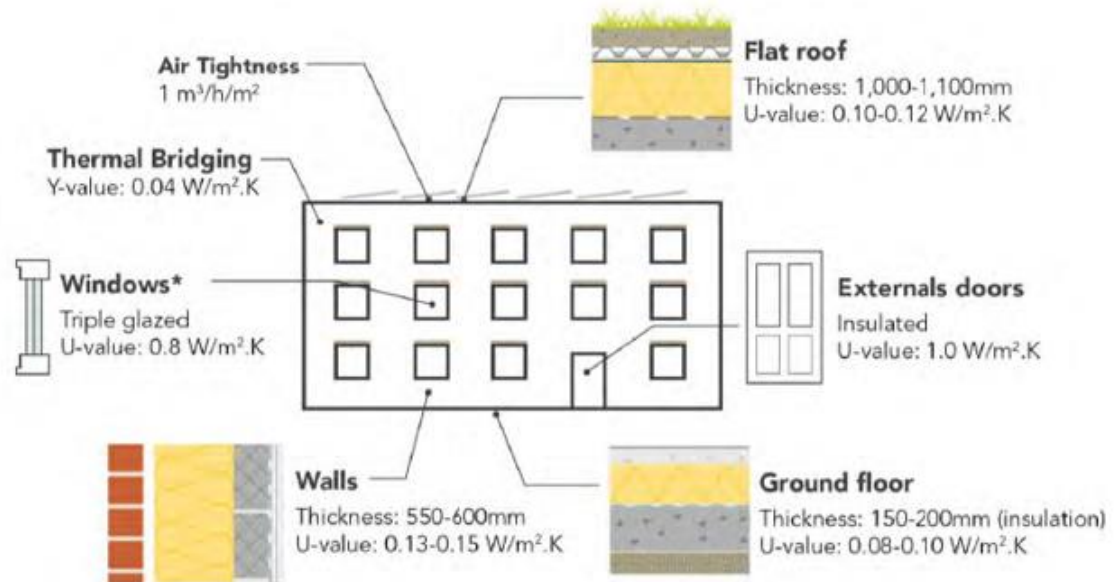 Air Tightness
1 m³/h/m²
Flat roof
Thickness: 1,000-1,100mm
U-value: 0.10-0.12 W/m².K
Thermal Bridging
Y-value: 0.04 W/m².K
Windows*
Triple glazed
U-value: 0.8 W/m².K
Externals doors
Insulated
U-value: 1.0 W/m².K
Walls
Thickness: 550-600mm
U-value: 0.13-0.15 W/m².K
Ground floor
Thickness: 150-200mm (insulation)
U-value: 0.08-0.10 W/m².K